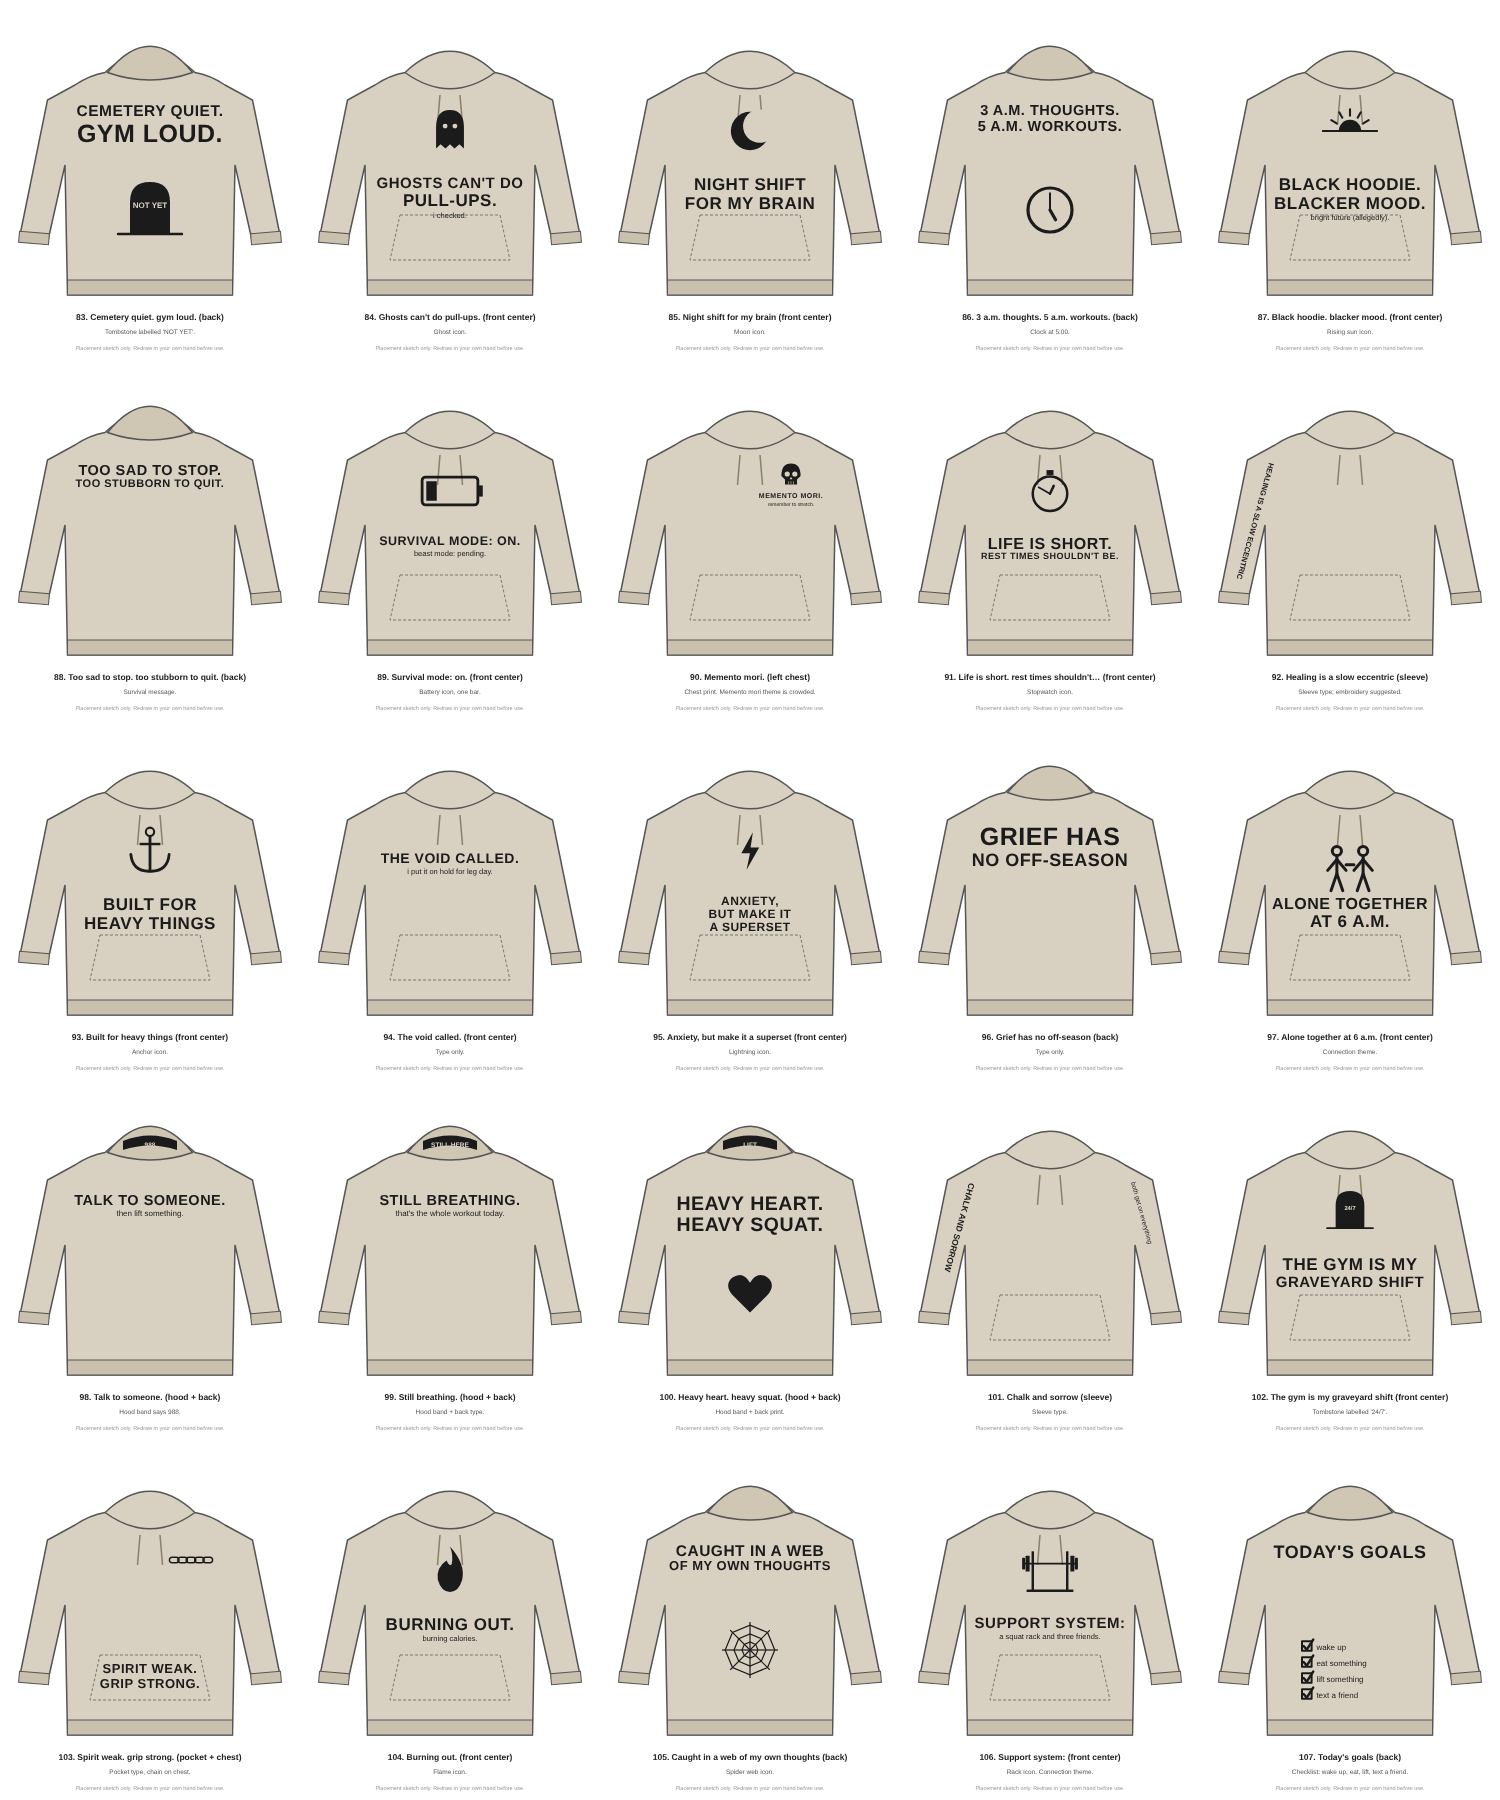 CEMETERY QUIET.
GYM LOUD.
NOT YET
83. Cemetery quiet. gym loud. (back)
Tombstone labelled 'NOT YET'.
Placement sketch only. Redraw in your own hand before use.
GHOSTS CAN'T DO
PULL-UPS.
i checked.
84. Ghosts can't do pull-ups. (front center)
Ghost icon.
Placement sketch only. Redraw in your own hand before use.
NIGHT SHIFT
FOR MY BRAIN
85. Night shift for my brain (front center)
Moon icon.
Placement sketch only. Redraw in your own hand before use.
3 A.M. THOUGHTS.
5 A.M. WORKOUTS.
86. 3 a.m. thoughts. 5 a.m. workouts. (back)
Clock at 5:00.
Placement sketch only. Redraw in your own hand before use.
BLACK HOODIE.
BLACKER MOOD.
bright future (allegedly).
87. Black hoodie. blacker mood. (front center)
Rising sun icon.
Placement sketch only. Redraw in your own hand before use.
TOO SAD TO STOP.
TOO STUBBORN TO QUIT.
88. Too sad to stop. too stubborn to quit. (back)
Survival message.
Placement sketch only. Redraw in your own hand before use.
SURVIVAL MODE: ON.
beast mode: pending.
89. Survival mode: on. (front center)
Battery icon, one bar.
Placement sketch only. Redraw in your own hand before use.
MEMENTO MORI.
remember to stretch.
90. Memento mori. (left chest)
Chest print. Memento mori theme is crowded.
Placement sketch only. Redraw in your own hand before use.
LIFE IS SHORT.
REST TIMES SHOULDN'T BE.
91. Life is short. rest times shouldn't… (front center)
Stopwatch icon.
Placement sketch only. Redraw in your own hand before use.
HEALING IS A SLOW ECCENTRIC
92. Healing is a slow eccentric (sleeve)
Sleeve type; embroidery suggested.
Placement sketch only. Redraw in your own hand before use.
BUILT FOR
HEAVY THINGS
93. Built for heavy things (front center)
Anchor icon.
Placement sketch only. Redraw in your own hand before use.
THE VOID CALLED.
i put it on hold for leg day.
94. The void called. (front center)
Type only.
Placement sketch only. Redraw in your own hand before use.
ANXIETY,
BUT MAKE IT
A SUPERSET
95. Anxiety, but make it a superset (front center)
Lightning icon.
Placement sketch only. Redraw in your own hand before use.
GRIEF HAS
NO OFF-SEASON
96. Grief has no off-season (back)
Type only.
Placement sketch only. Redraw in your own hand before use.
ALONE TOGETHER
AT 6 A.M.
97. Alone together at 6 a.m. (front center)
Connection theme.
Placement sketch only. Redraw in your own hand before use.
988
TALK TO SOMEONE.
then lift something.
98. Talk to someone. (hood + back)
Hood band says 988.
Placement sketch only. Redraw in your own hand before use.
STILL HERE
STILL BREATHING.
that's the whole workout today.
99. Still breathing. (hood + back)
Hood band + back type.
Placement sketch only. Redraw in your own hand before use.
LIFT
HEAVY HEART.
HEAVY SQUAT.
100. Heavy heart. heavy squat. (hood + back)
Hood band + back print.
Placement sketch only. Redraw in your own hand before use.
CHALK AND SORROW
both get on everything
101. Chalk and sorrow (sleeve)
Sleeve type.
Placement sketch only. Redraw in your own hand before use.
24/7
THE GYM IS MY
GRAVEYARD SHIFT
102. The gym is my graveyard shift (front center)
Tombstone labelled '24/7'.
Placement sketch only. Redraw in your own hand before use.
SPIRIT WEAK.
GRIP STRONG.
103. Spirit weak. grip strong. (pocket + chest)
Pocket type, chain on chest.
Placement sketch only. Redraw in your own hand before use.
BURNING OUT.
burning calories.
104. Burning out. (front center)
Flame icon.
Placement sketch only. Redraw in your own hand before use.
CAUGHT IN A WEB
OF MY OWN THOUGHTS
105. Caught in a web of my own thoughts (back)
Spider web icon.
Placement sketch only. Redraw in your own hand before use.
SUPPORT SYSTEM:
a squat rack and three friends.
106. Support system: (front center)
Rack icon. Connection theme.
Placement sketch only. Redraw in your own hand before use.
TODAY'S GOALS
wake up
eat something
lift something
text a friend
107. Today's goals (back)
Checklist: wake up, eat, lift, text a friend.
Placement sketch only. Redraw in your own hand before use.